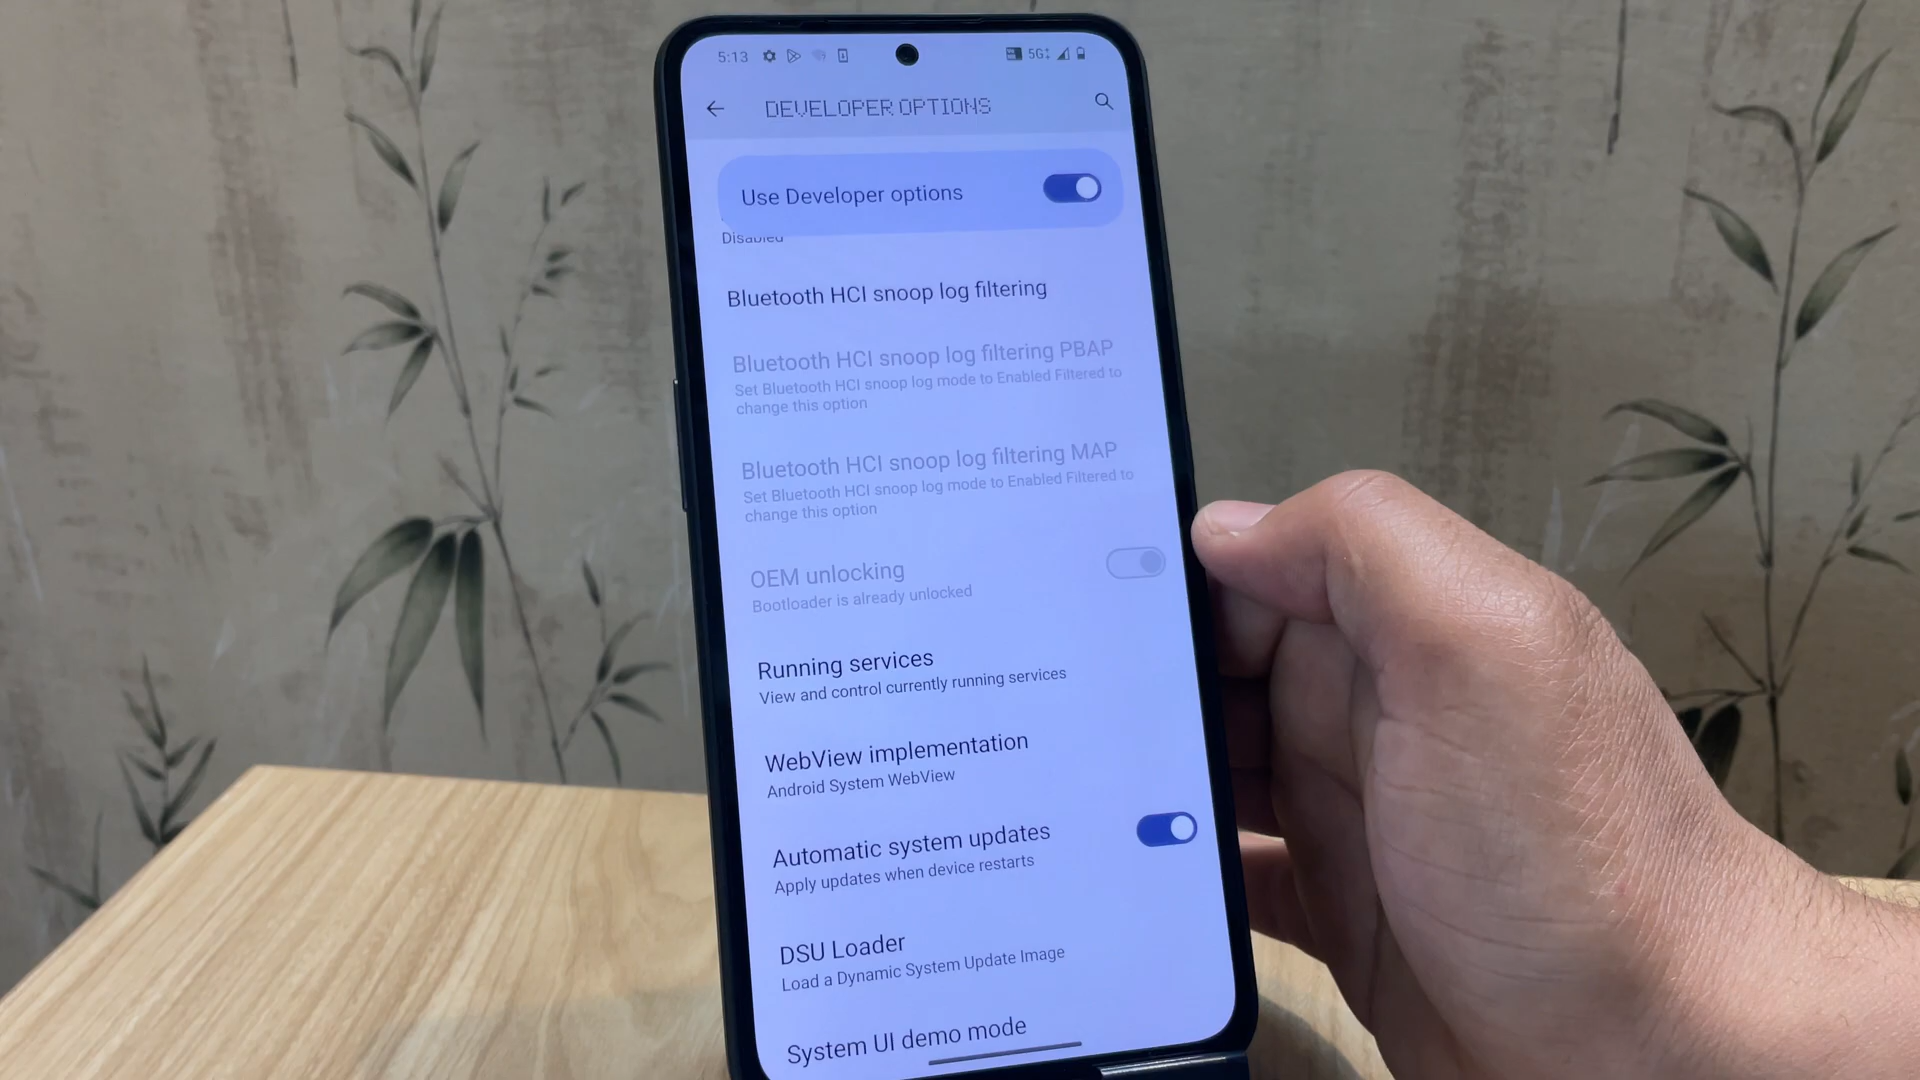 5:13
5G
DEVELOPER OPTIONS
Use Developer options
Disabled
Bluetooth HCI snoop log filtering
Bluetooth HCI snoop log filtering PBAP
Set Bluetooth HCI snoop log mode to Enabled Filtered to
change this option
Bluetooth HCI snoop log filtering MAP
Set Bluetooth HCI snoop log mode to Enabled Filtered to
change this option
OEM unlocking
Bootloader is already unlocked
Running services
View and control currently running services
WebView implementation
Android System WebView
Automatic system updates
Apply updates when device restarts
DSU Loader
Load a Dynamic System Update Image
System UI demo mode